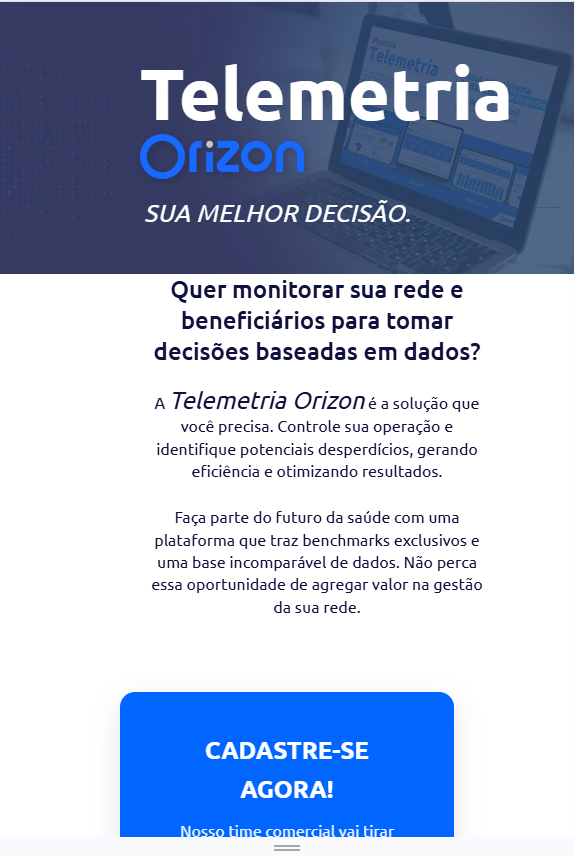 Produto
Telemetria
Telemetria
Orizon
SUA MELHOR DECISÃO.
Quer monitorar sua rede e
beneficiários para tomar
decisões baseadas em dados?
A Telemetria Orizon é a solução que
você precisa. Controle sua operação e
identifique potenciais desperdícios, gerando
eficiência e otimizando resultados.
Faça parte do futuro da saúde com uma
plataforma que traz benchmarks exclusivos e
uma base incomparável de dados. Não perca
essa oportunidade de agregar valor na gestão
da sua rede.
CADASTRE-SE
AGORA!
Nosso time comercial vai tirar